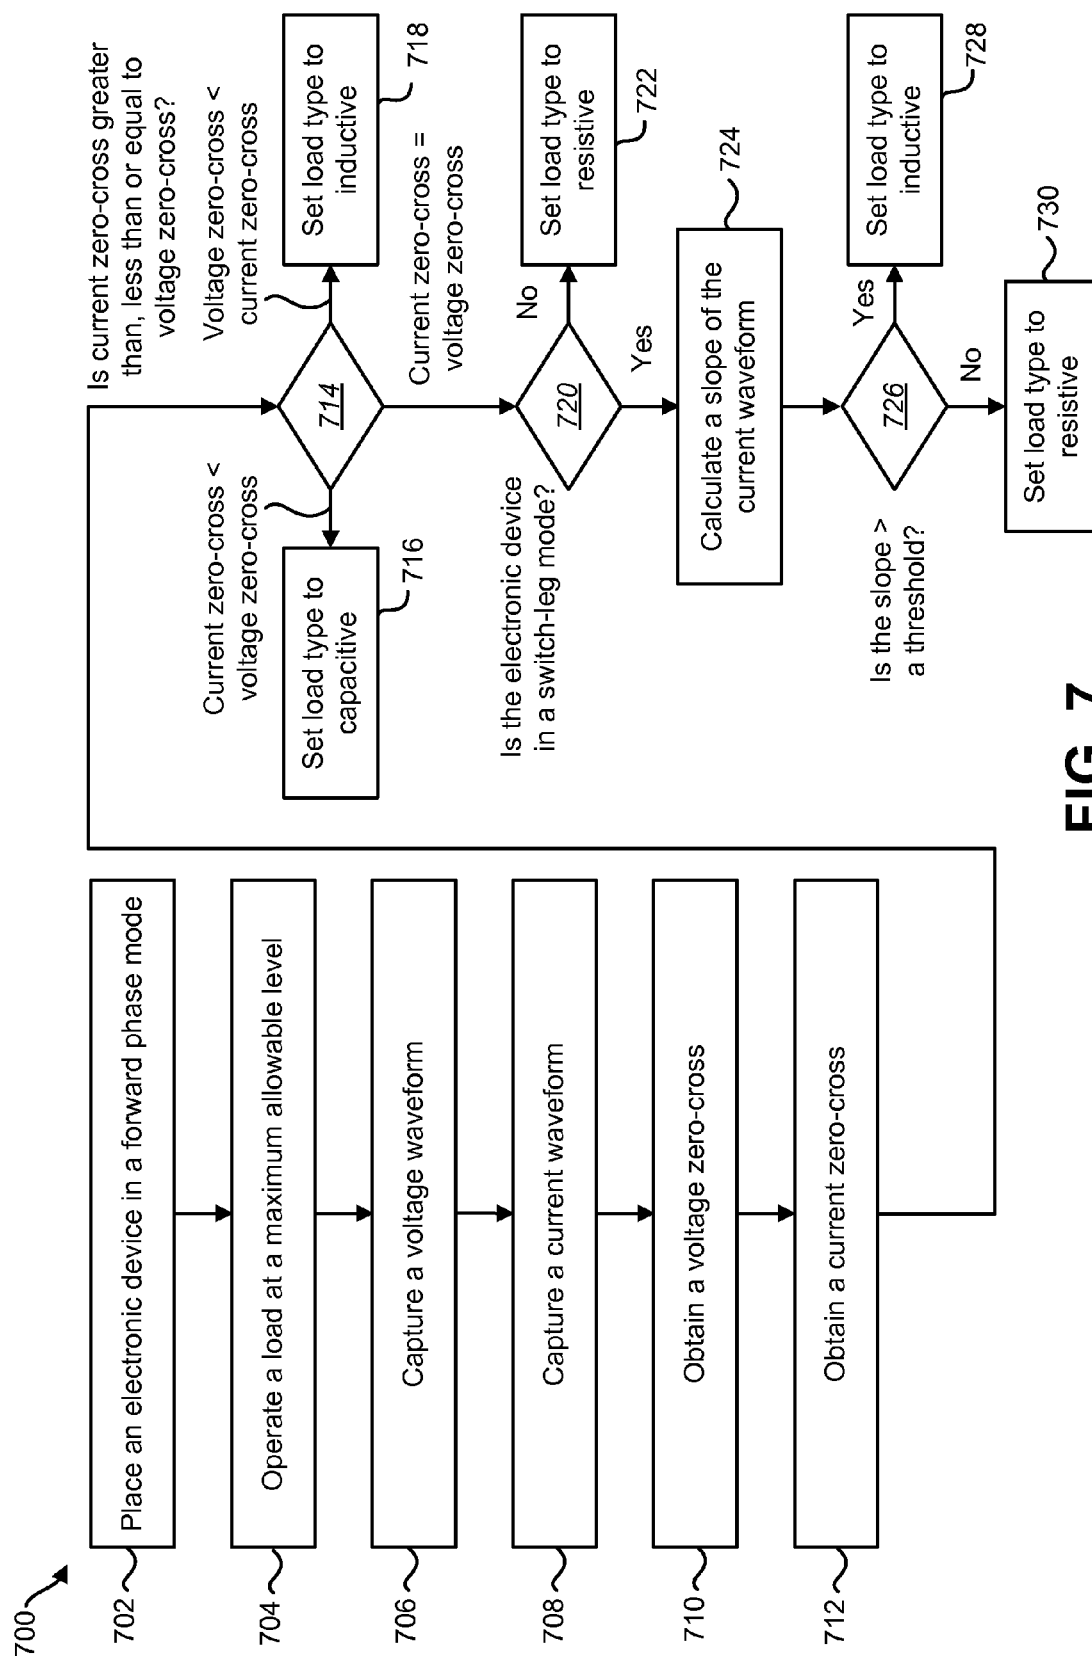 700
702
Place an electronic device in a forward phase mode
704
Operate a load at a maximum allowable level
706
Capture a voltage waveform
708
Capture a current waveform
710
Obtain a voltage zero-cross
712
Obtain a current zero-cross
Is current zero-cross greater
than, less than or equal to
voltage zero-cross?
714
Current zero-cross <
voltage zero-cross
Set load type to
capacitive
716
Voltage zero-cross <
current zero-cross
Set load type to
inductive
718
Current zero-cross =
voltage zero-cross
Is the electronic device
in a switch-leg mode?
720
No
Set load type to
resistive
722
Yes
Calculate a slope of the
current waveform
724
Is the slope >
a threshold?
726
Yes
Set load type to
inductive
728
No
Set load type to
resistive
730
FIG. 7